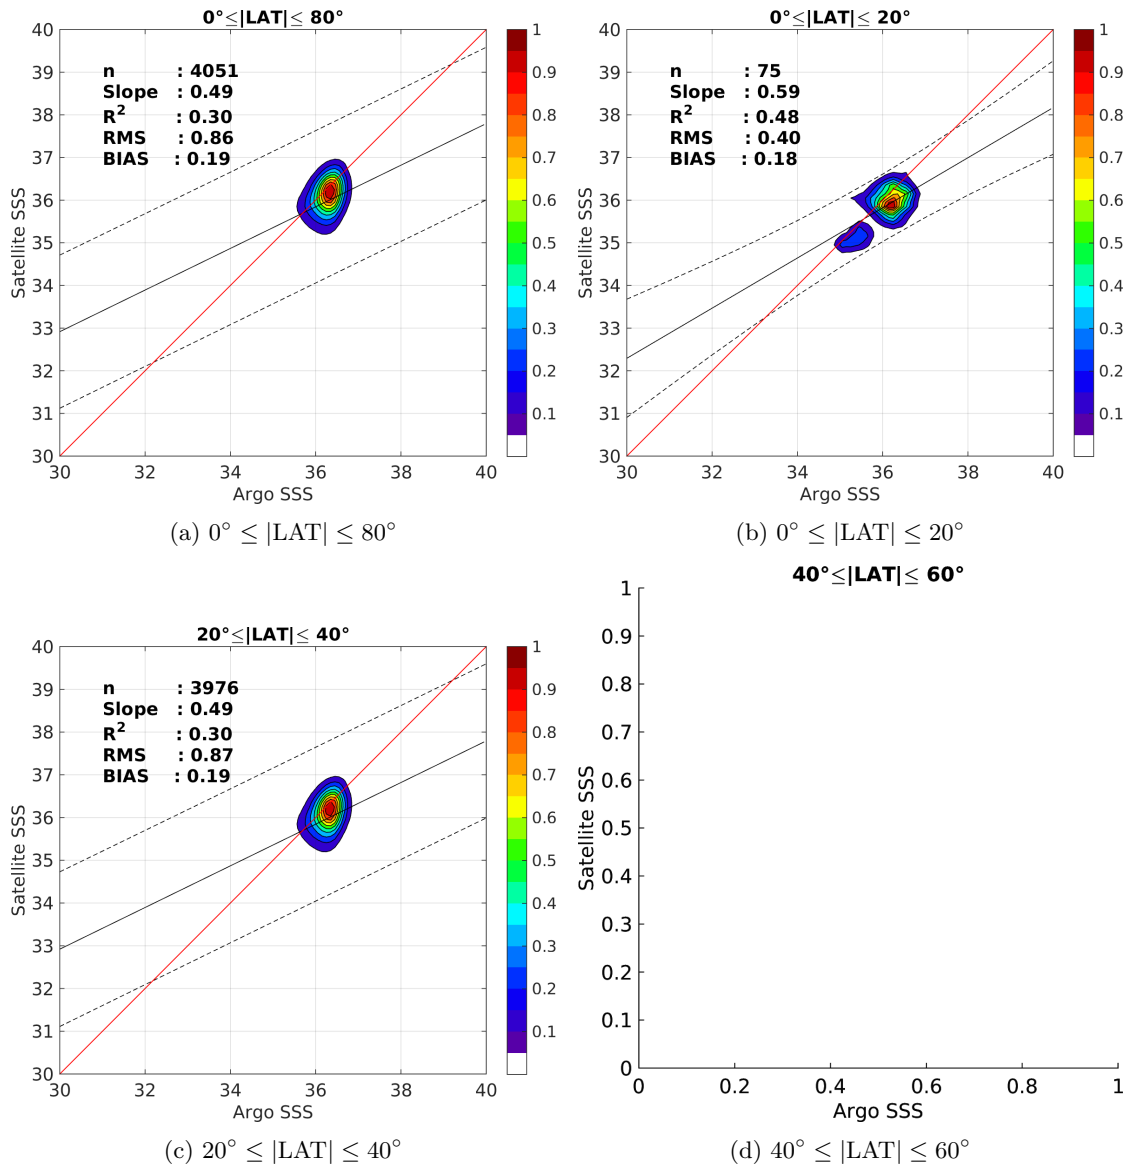 0°≤|LAT|≤ 80°
n : 4051
Slope : 0.49
R² : 0.30
RMS : 0.86
BIAS : 0.19
40
39
38
37
36
35
34
33
32
31
30
30 32 34 36 38 40
Satellite SSS
Argo SSS
1
0.9
0.8
0.7
0.6
0.5
0.4
0.3
0.2
0.1
(a) 0° ≤ |LAT| ≤ 80°
0°≤|LAT|≤ 20°
n : 75
Slope : 0.59
R² : 0.48
RMS : 0.40
BIAS : 0.18
40
39
38
37
36
35
34
33
32
31
30
30 32 34 36 38 40
Satellite SSS
Argo SSS
1
0.9
0.8
0.7
0.6
0.5
0.4
0.3
0.2
0.1
(b) 0° ≤ |LAT| ≤ 20°
20°≤|LAT|≤ 40°
n : 3976
Slope : 0.49
R² : 0.30
RMS : 0.87
BIAS : 0.19
40
39
38
37
36
35
34
33
32
31
30
30 32 34 36 38 40
Satellite SSS
Argo SSS
1
0.9
0.8
0.7
0.6
0.5
0.4
0.3
0.2
0.1
(c) 20° ≤ |LAT| ≤ 40°
40°≤|LAT|≤ 60°
1
0.9
0.8
0.7
0.6
0.5
0.4
0.3
0.2
0.1
0
0 0.2 0.4 0.6 0.8 1
Satellite SSS
Argo SSS
(d) 40° ≤ |LAT| ≤ 60°